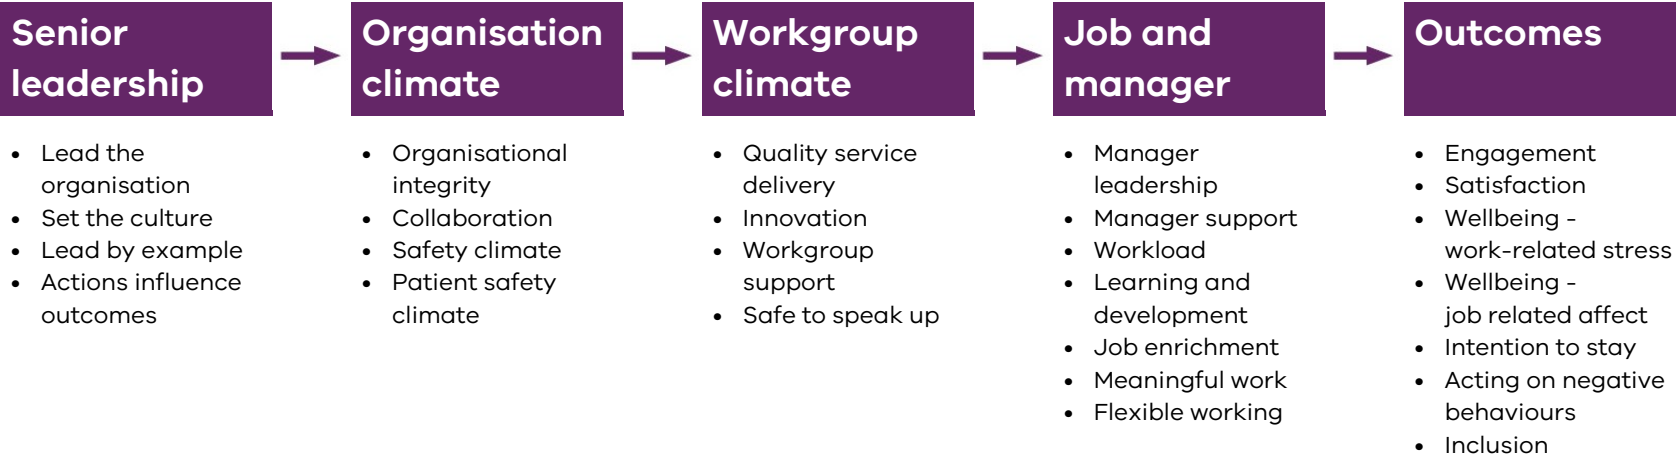 Senior
leadership
• Lead the
organisation
• Set the culture
• Lead by example
• Actions influence
outcomes
Organisation
climate
• Organisational
integrity
• Collaboration
• Safety climate
• Patient safety
climate
Workgroup
climate
• Quality service
delivery
• Innovation
• Workgroup
support
• Safe to speak up
Job and
manager
• Manager
leadership
• Manager support
• Workload
• Learning and
development
• Job enrichment
• Meaningful work
• Flexible working
Outcomes
• Engagement
• Satisfaction
• Wellbeing -
work-related stress
• Wellbeing -
job related affect
• Intention to stay
• Acting on negative
behaviours
• Inclusion